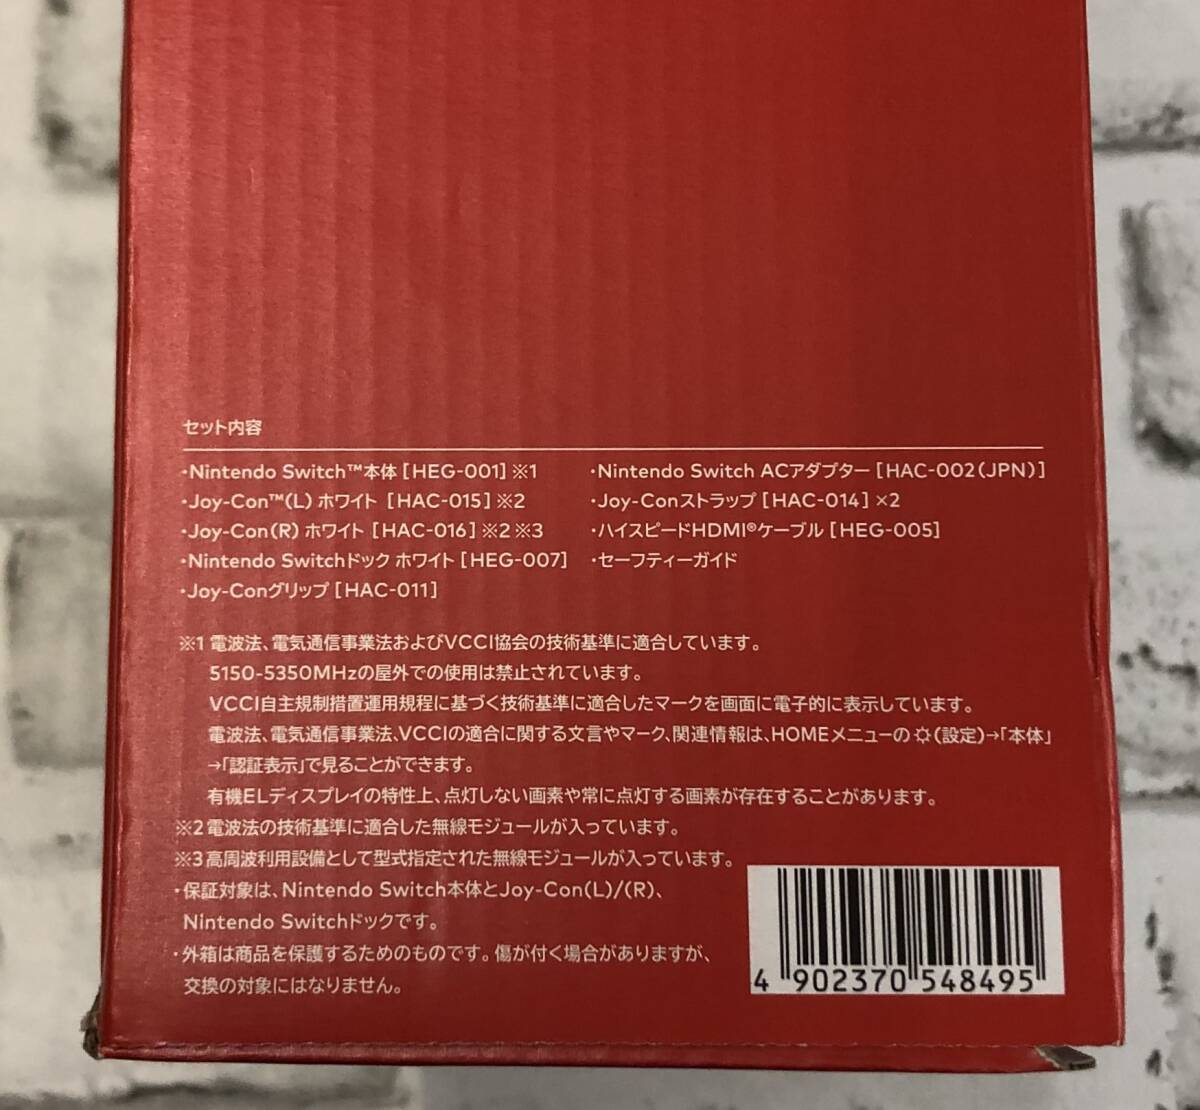 セット内容
・Nintendo Switch™本体［HEG-001］※1
・Joy-Con™(L) ホワイト［HAC-015］※2
・Joy-Con(R) ホワイト［HAC-016］※2※3
・Nintendo Switchドック ホワイト［HEG-007］
・Joy-Conグリップ［HAC-011］
・Nintendo Switch ACアダプター［HAC-002(JPN)］
・Joy-Conストラップ［HAC-014］×2
・ハイスピードHDMI®ケーブル［HEG-005］
・セーフティーガイド
※1 電波法、電気通信事業法およびVCCI協会の技術基準に適合しています。
5150-5350MHzの屋外での使用は禁止されています。
VCCI自主規制措置運用規程に基づく技術基準に適合したマークを画面に電子的に表示しています。
電波法、電気通信事業法、VCCIの適合に関する文言やマーク、関連情報は、HOMEメニューの☼(設定)→「本体」
→「認証表示」で見ることができます。
有機ELディスプレイの特性上、点灯しない画素や常に点灯する画素が存在することがあります。
※2 電波法の技術基準に適合した無線モジュールが入っています。
※3 高周波利用設備として型式指定された無線モジュールが入っています。
・保証対象は、Nintendo Switch本体とJoy-Con(L)/(R)、
Nintendo Switchドックです。
・外箱は商品を保護するためのものです。傷が付く場合がありますが、
交換の対象にはなりません。
4 902370 548495